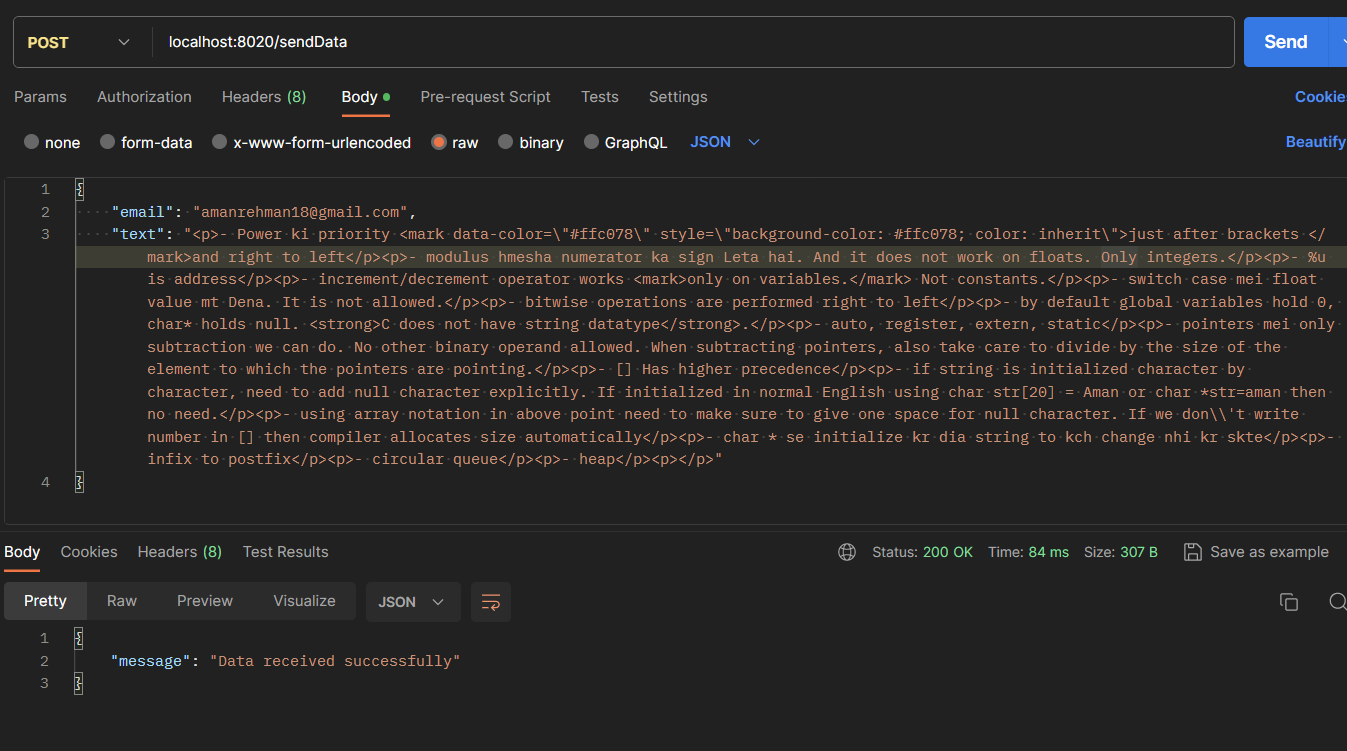 POST
localhost:8020/sendData
Send
Params Authorization Headers (8) Body Pre-request Script Tests Settings Cookie
none form-data x-www-form-urlencoded raw binary GraphQL JSON Beautify
1 {
2 "email": "amanrehman18@gmail.com",
3 "text": "<p>- Power ki priority <mark data-color=\"#ffc078\" style=\"background-color: #ffc078; color: inherit\">just after brackets </
mark>and right to left</p><p>- modulus hmesha numerator ka sign Leta hai. And it does not work on floats. Only integers.</p><p>- %u
is address</p><p>- increment/decrement operator works <mark>only on variables.</mark> Not constants.</p><p>- switch case mei float
value mt Dena. It is not allowed.</p><p>- bitwise operations are performed right to left</p><p>- by default global variables hold 0,
char* holds null. <strong>C does not have string datatype</strong>.</p><p>- auto, register, extern, static</p><p>- pointers mei only
subtraction we can do. No other binary operand allowed. When subtracting pointers, also take care to divide by the size of the
element to which the pointers are pointing.</p><p>- [] Has higher precedence</p><p>- if string is initialized character by
character, need to add null character explicitly. If initialized in normal English using char str[20] = Aman or char *str=aman then
no need.</p><p>- using array notation in above point need to make sure to give one space for null character. If we don\\'t write
number in [] then compiler allocates size automatically</p><p>- char * se initialize kr dia string to kch change nhi kr skte</p><p>-
infix to postfix</p><p>- circular queue</p><p>- heap</p><p></p>"
4 }
Body Cookies Headers (8) Test Results Status: 200 OK Time: 84 ms Size: 307 B Save as example
Pretty Raw Preview Visualize JSON
1 {
2 "message": "Data received successfully"
3 }